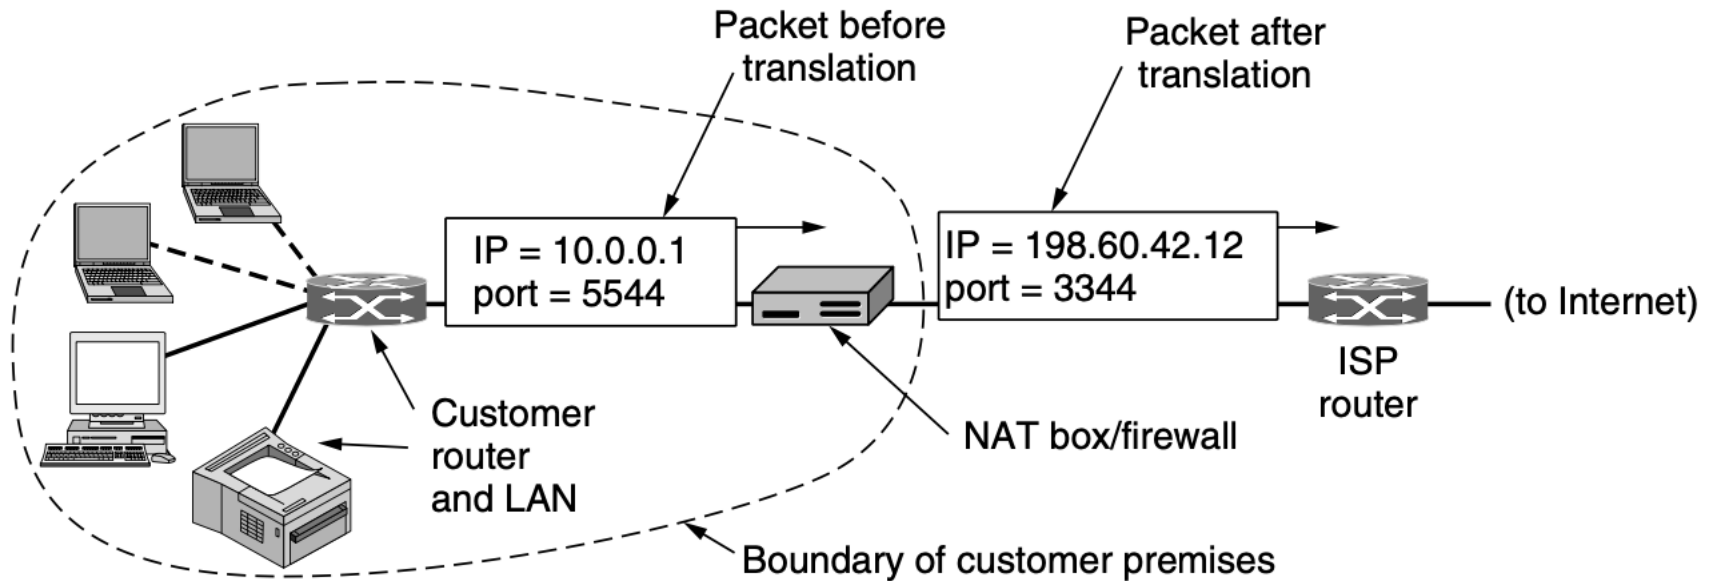 Packet before
translation
Packet after
translation
IP = 10.0.0.1
port = 5544
IP = 198.60.42.12
port = 3344
(to Internet)
ISP
router
Customer
router
and LAN
NAT box/firewall
Boundary of customer premises